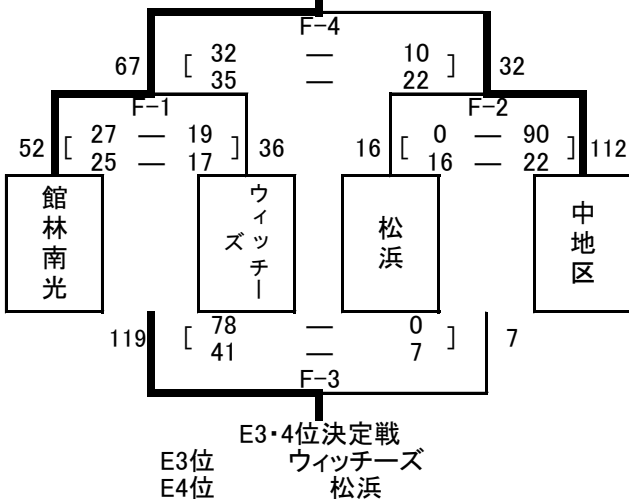 F-4
67 [ 32 ― 10 ] 32
35 ― 22
F-1 F-2
52 [ 27 ― 19 ] 36 16 [ 0 ― 90 ] 112
25 ― 17 16 ― 22
館林南光
ウィッチーズ
松浜
中地区
119 [ 78 ― 0 ] 7
41 ― 7
F-3
E3・4位決定戦
E3位 ウィッチーズ
E4位 松浜